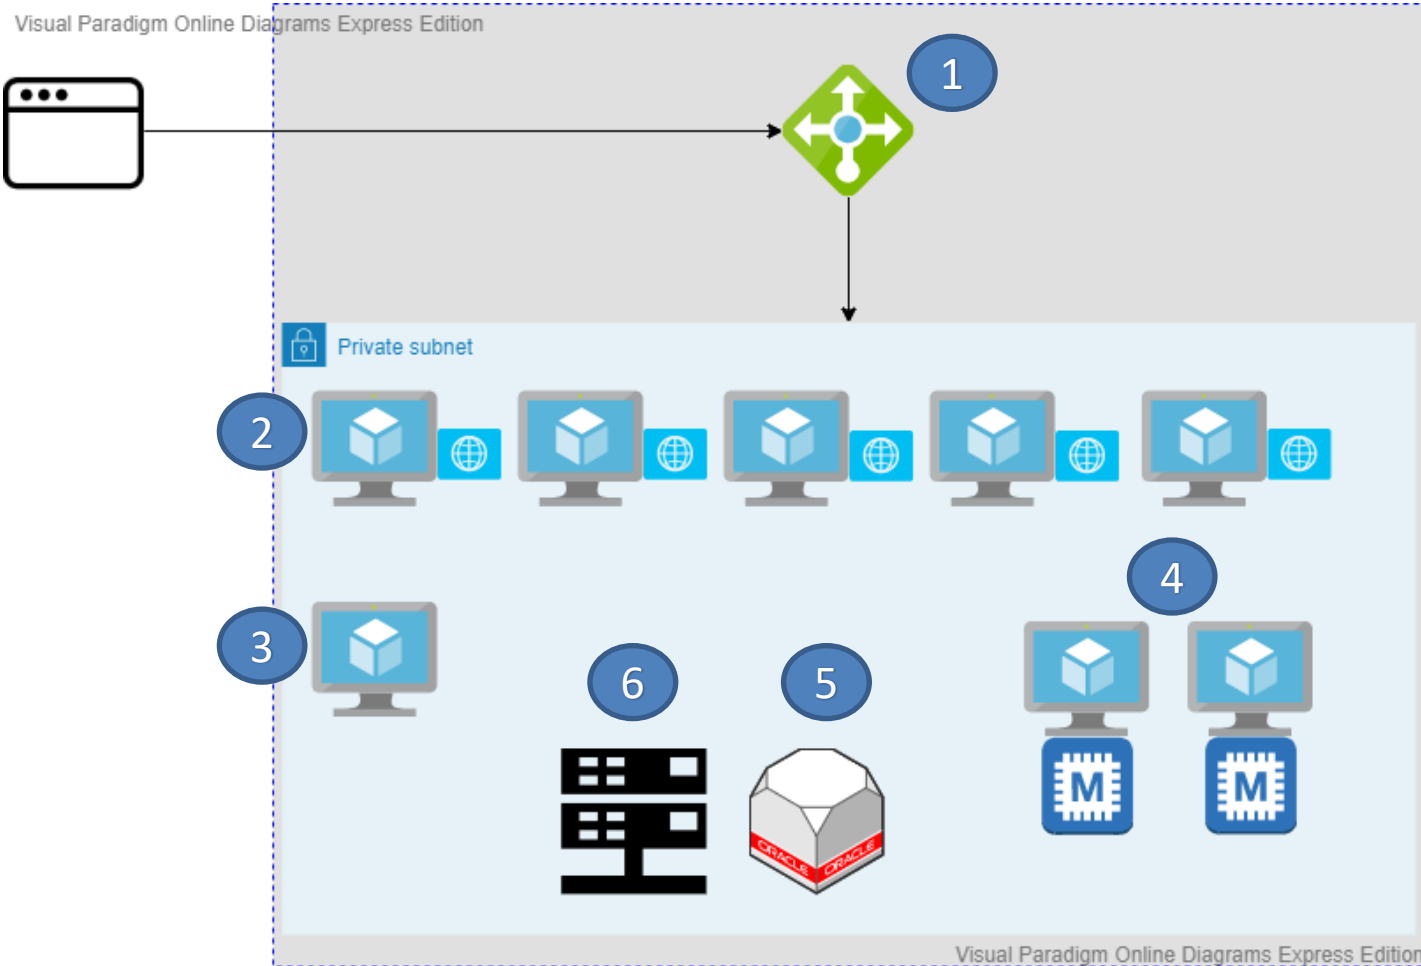 Visual Paradigm Online Diagrams Express Edition
1
Private subnet
2
4
3
6
5
ORACLE ORACLE
M M
Visual Paradigm Online Diagrams Express Edition